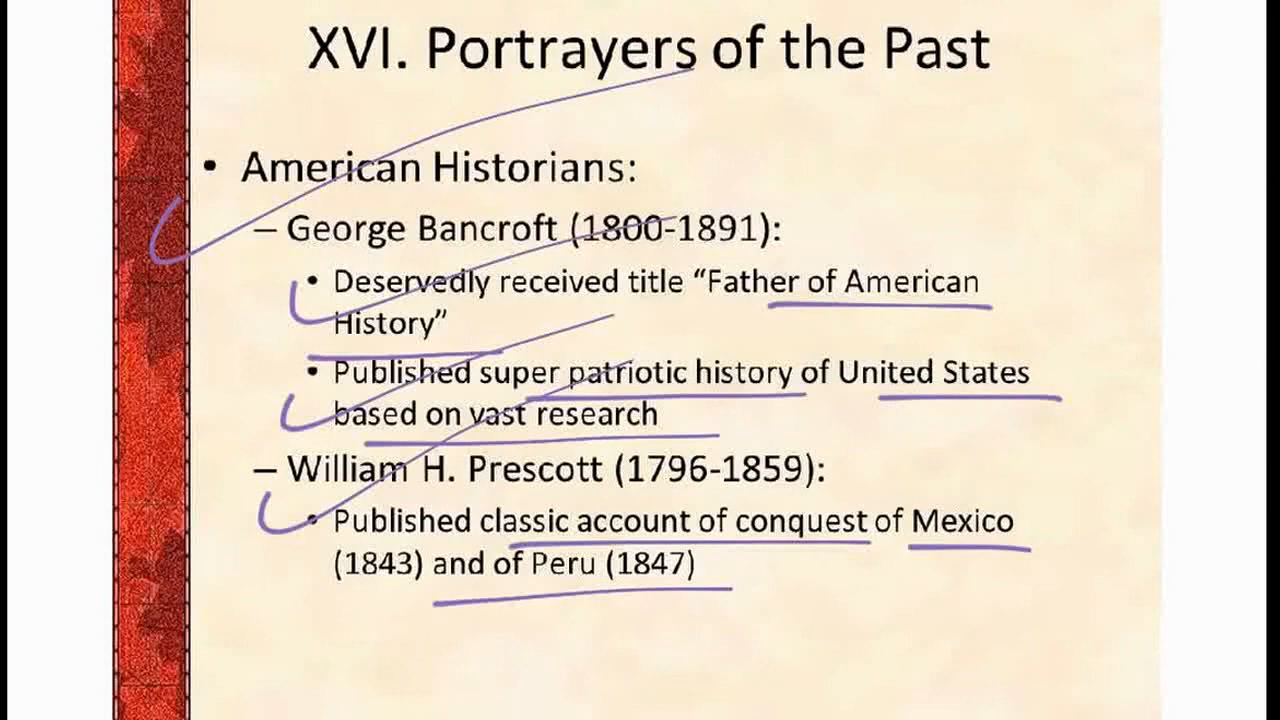 XVI. Portrayers of the Past
• American Historians:
– George Bancroft (1800-1891):
• Deservedly received title “Father of American
History”
• Published super patriotic history of United States
based on vast research
– William H. Prescott (1796-1859):
• Published classic account of conquest of Mexico
(1843) and of Peru (1847)